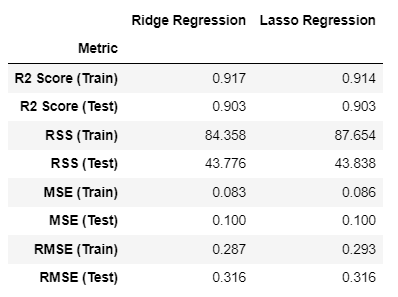 Ridge Regression Lasso Regression
Metric
R2 Score (Train) 0.917 0.914
R2 Score (Test) 0.903 0.903
RSS (Train) 84.358 87.654
RSS (Test) 43.776 43.838
MSE (Train) 0.083 0.086
MSE (Test) 0.100 0.100
RMSE (Train) 0.287 0.293
RMSE (Test) 0.316 0.316